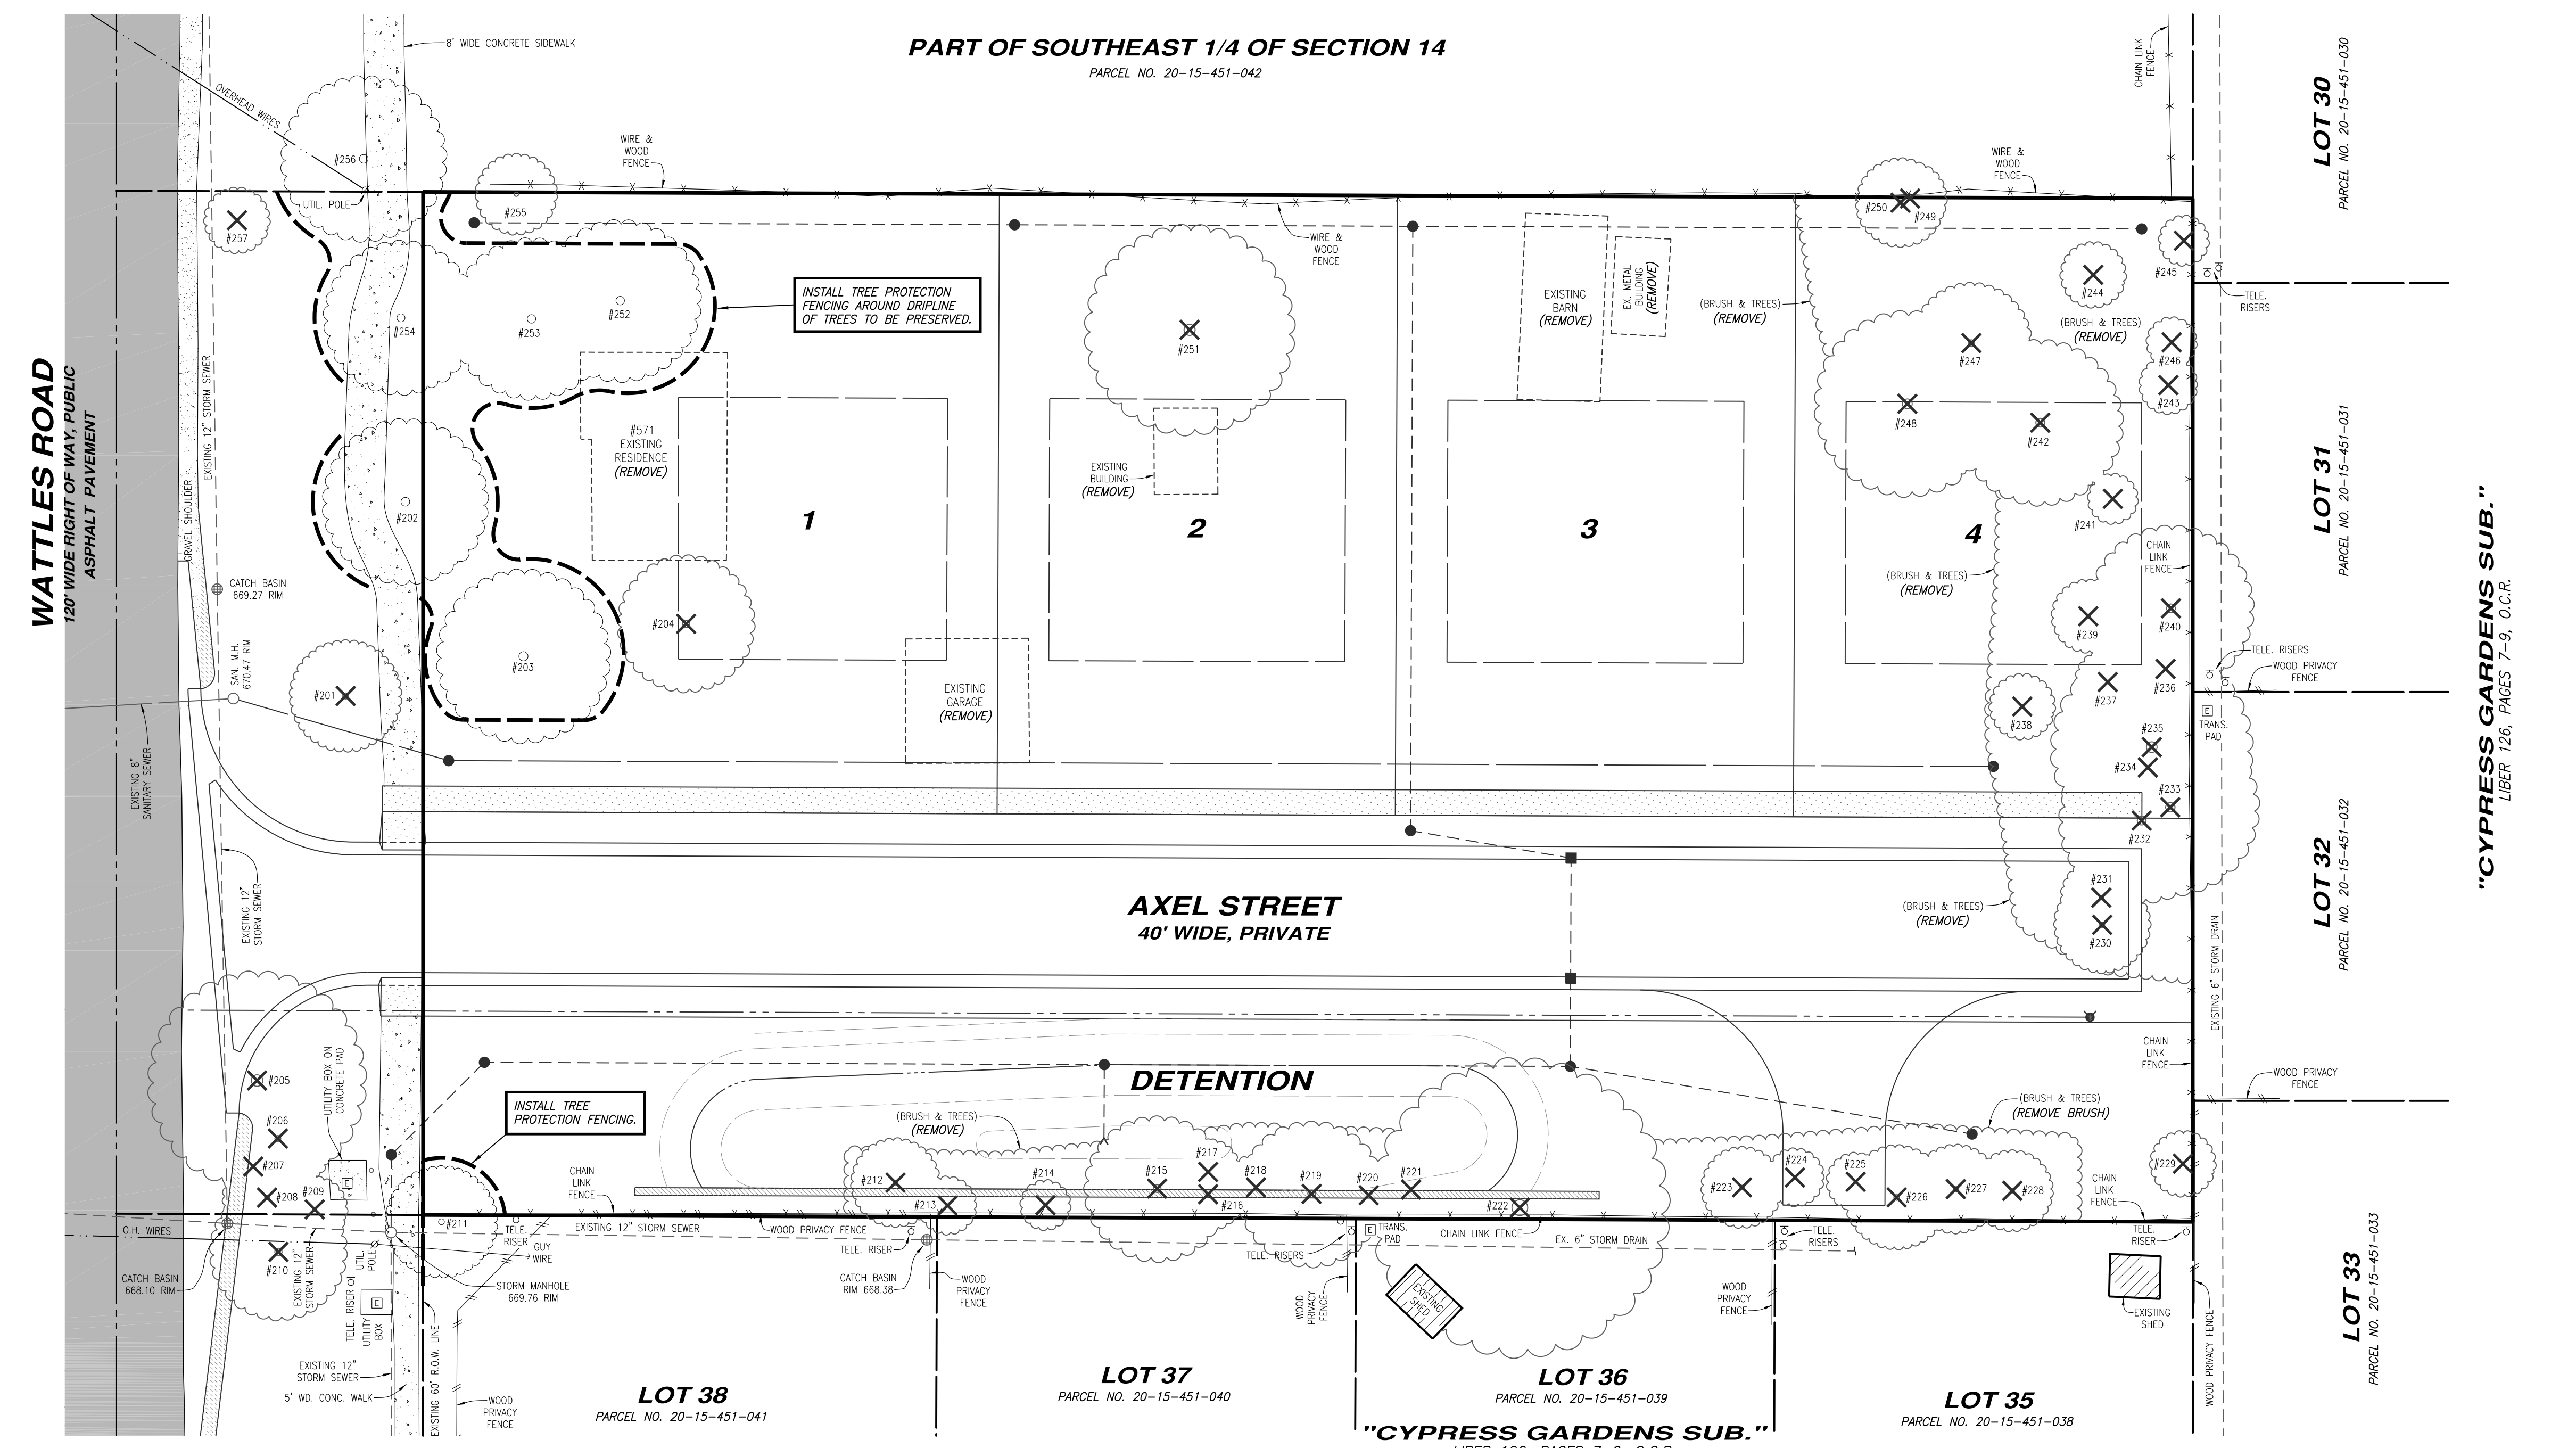 PART OF SOUTHEAST 1/4 OF SECTION 14
PARCEL NO. 20-15-451-042
8' WIDE CONCRETE SIDEWALK
OVERHEAD WIRES
#256
UTIL. POLE
#257
#255
WIRE &
WOOD
FENCE
WIRE &
WOOD
FENCE
WIRE &
WOOD
FENCE
CHAIN LINK
FENCE
LOT 30
PARCEL NO. 20-15-451-030
#250
#249
#245
#244
TELE.
RISERS
#254
#253
#252
INSTALL TREE PROTECTION
FENCING AROUND DRIPLINE
OF TREES TO BE PRESERVED.
#251
EXISTING
BARN
(REMOVE)
EX. METAL
BUILDING
(REMOVE)
(BRUSH & TREES)
(REMOVE)
(BRUSH & TREES)
(REMOVE)
#247
#246
#243
#248
#242
#241
WATTLES ROAD
120' WIDE RIGHT OF WAY, PUBLIC
ASPHALT PAVEMENT
GRAVEL SHOULDER
EXISTING 12" STORM SEWER
#202
#571
EXISTING
RESIDENCE
(REMOVE)
EXISTING
BUILDING
(REMOVE)
1
2
3
4
LOT 31
PARCEL NO. 20-15-451-031
"CYPRESS GARDENS SUB."
LIBER 126, PAGES 7-9, O.C.R.
CHAIN
LINK
FENCE
(BRUSH & TREES)
(REMOVE)
CATCH BASIN
669.27 RIM
SAN. M.H.
670.47 RIM
#201
#203
#204
EXISTING
GARAGE
(REMOVE)
#239
#240
#236
#237
#238
TELE. RISERS
WOOD PRIVACY
FENCE
TRANS.
PAD
E
#235
#234
#233
#232
EXISTING 8"
SANITARY SEWER
EXISTING 12"
STORM SEWER
AXEL STREET
40' WIDE, PRIVATE
(BRUSH & TREES)
(REMOVE)
#231
#230
LOT 32
PARCEL NO. 20-15-451-032
EXISTING 6" STORM DRAIN
CHAIN
LINK
FENCE
WOOD PRIVACY
FENCE
DETENTION
INSTALL TREE
PROTECTION FENCING.
UTILITY BOX ON
CONCRETE PAD
#205
#206
#207
#208
#209
E
#210
#211
(BRUSH & TREES)
(REMOVE)
(BRUSH & TREES)
(REMOVE BRUSH)
CHAIN
LINK
FENCE
#212
#213
#214
#215
#217
#216
#218
#219
#220
#221
#222
#223
#224
#225
#226
#227
#228
#229
CHAIN
LINK
FENCE
O.H. WIRES
CATCH BASIN
668.10 RIM
EXISTING 12"
STORM SEWER
TELE. RISER
UTIL.
POLE
UTILITY
BOX
E
TELE.
RISER
GUY
WIRE
EXISTING 12" STORM SEWER
WOOD PRIVACY FENCE
TELE. RISER
TELE. RISERS
E
TRANS.
PAD
CHAIN LINK FENCE
EX. 6" STORM DRAIN
TELE.
RISERS
TELE.
RISER
STORM MANHOLE
669.76 RIM
CATCH BASIN
RIM 668.38
WOOD
PRIVACY
FENCE
WOOD
PRIVACY
FENCE
EXISTING
SHED
WOOD
PRIVACY
FENCE
EXISTING
SHED
WOOD PRIVACY FENCE
LOT 33
PARCEL NO. 20-15-451-033
EXISTING 12"
STORM SEWER
5' WD. CONC. WALK
EXISTING 60' R.O.W. LINE
WOOD
PRIVACY
FENCE
LOT 38
PARCEL NO. 20-15-451-041
LOT 37
PARCEL NO. 20-15-451-040
LOT 36
PARCEL NO. 20-15-451-039
LOT 35
PARCEL NO. 20-15-451-038
"CYPRESS GARDENS SUB."